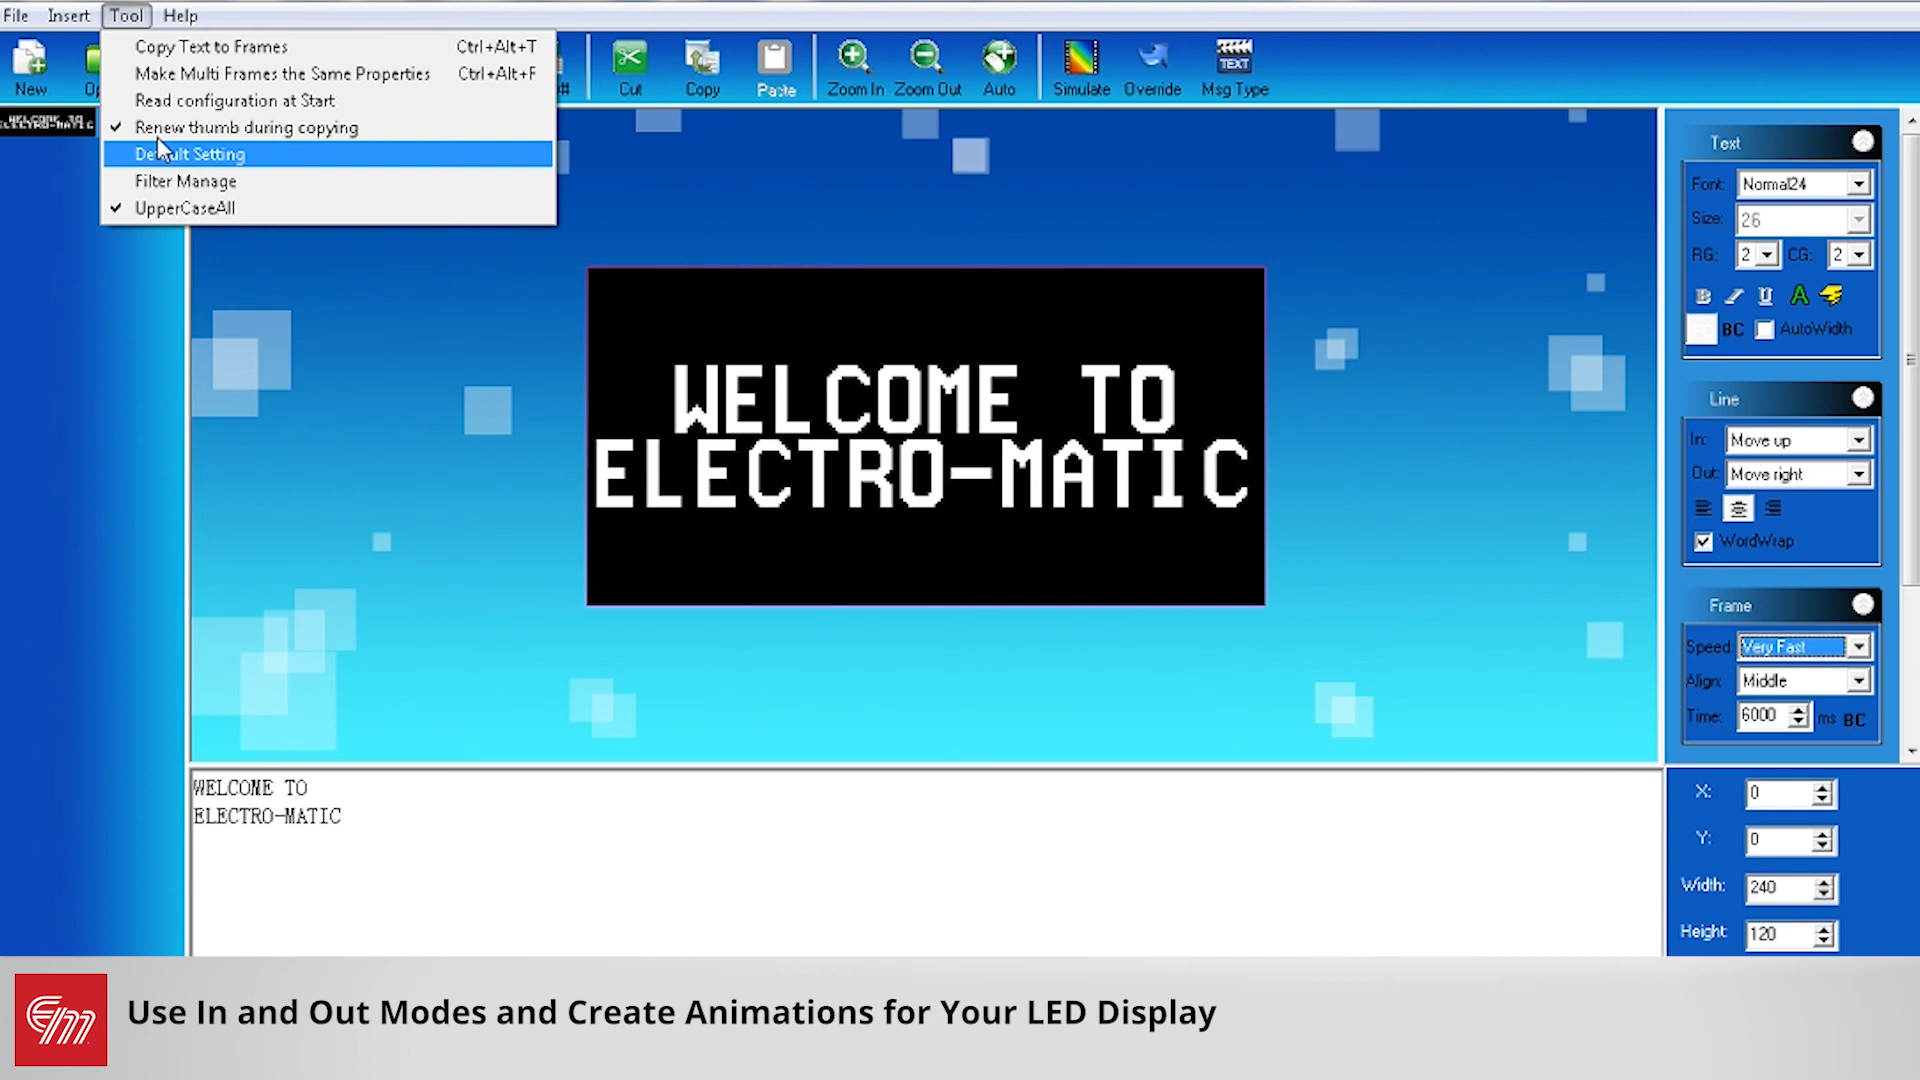 File Insert Tool Help
Copy Text to Frames Ctrl+Alt+T
Make Multi Frames the Same Properties Ctrl+Alt+F
Read configuration at Start
Renew thumb during copying
Default Setting
Filter Manage
UpperCaseAll
New
Cut Copy Paste Zoom In Zoom Out Auto Simulate Override Msg Type
TEXT
WELCOME TO
ELECTRO-MATIC
WELCOME TO
ELECTRO-MATIC
Text
Font: Normal24
Size: 26
RG: 2 CG: 2
B I U A
BC AutoWidth
Line
In: Move up
Out: Move right
WordWrap
Frame
Speed: Very Fast
Align: Middle
Time: 6000 ms BC
WELCOME TO
ELECTRO-MATIC
X: 0
Y: 0
Width: 240
Height: 120
EM
Use In and Out Modes and Create Animations for Your LED Display